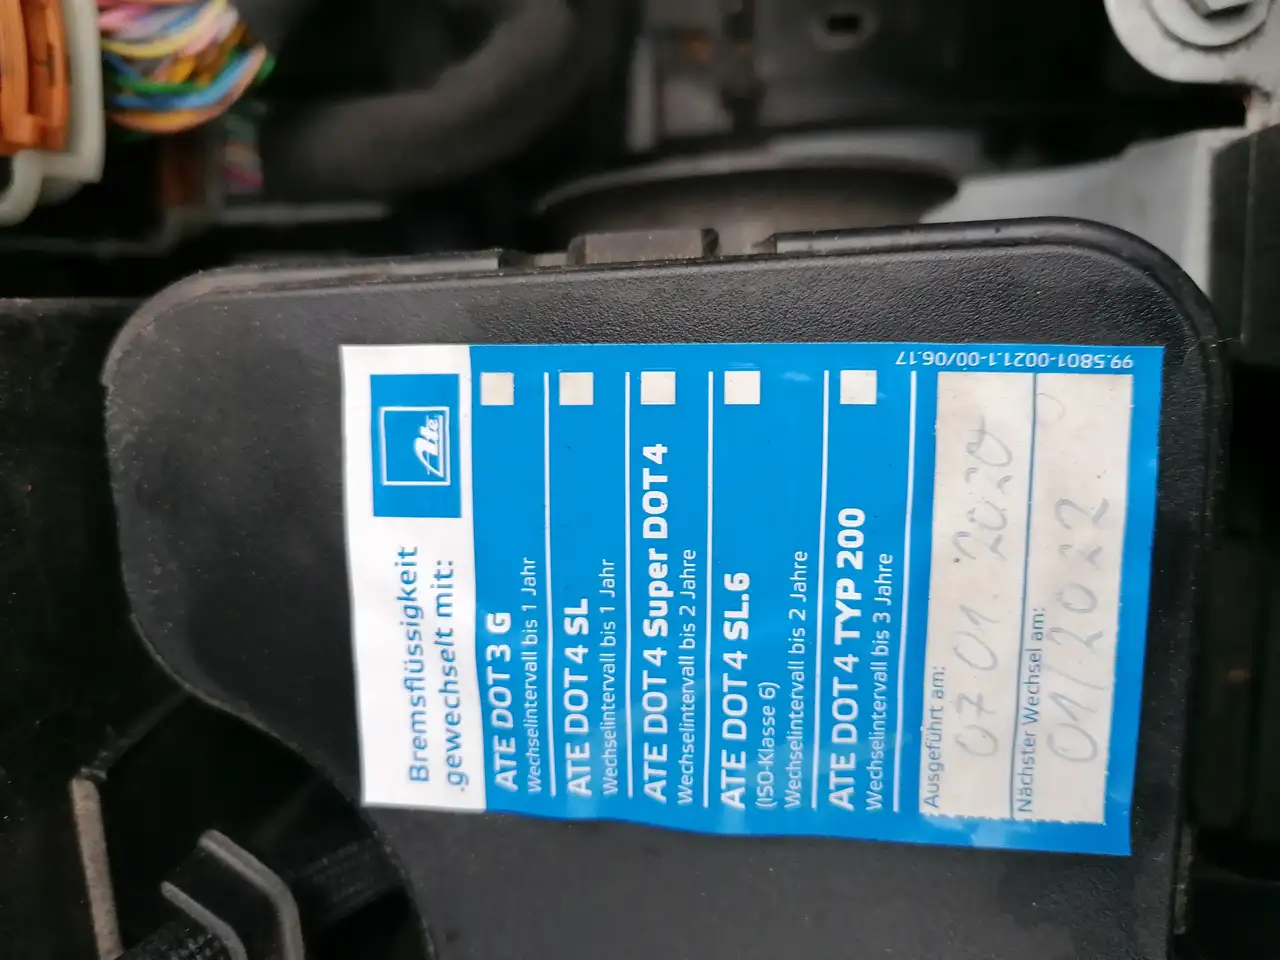 Bremsflüssigkeit
gewechselt mit:
Ate
ATE DOT 3 G
Wechselintervall bis 1 Jahr
ATE DOT 4 SL
Wechselintervall bis 1 Jahr
ATE DOT 4 Super DOT 4
Wechselintervall bis 2 Jahre
ATE DOT 4 SL.6
(ISO-Klasse 6)
Wechselintervall bis 2 Jahre
ATE DOT 4 TYP 200
Wechselintervall bis 3 Jahre
Ausgeführt am:
07 01. 2020
Nächster Wechsel am:
01/2022
99.5801-0021.1-00/06.17